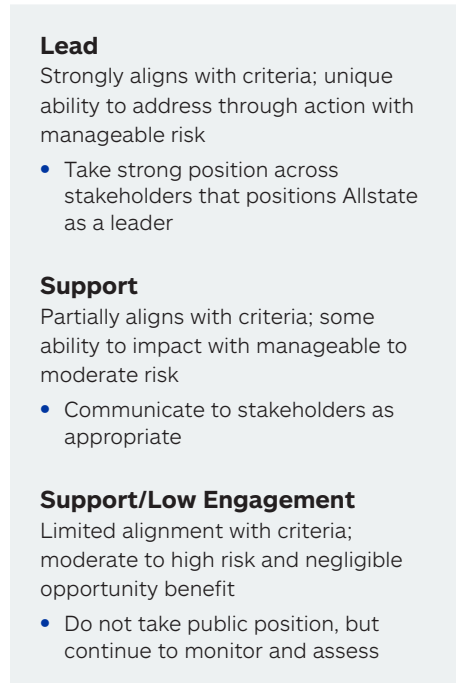 Lead
Strongly aligns with criteria; unique
ability to address through action with
manageable risk
• Take strong position across
stakeholders that positions Allstate
as a leader
Support
Partially aligns with criteria; some
ability to impact with manageable to
moderate risk
• Communicate to stakeholders as
appropriate
Support/Low Engagement
Limited alignment with criteria;
moderate to high risk and negligible
opportunity benefit
• Do not take public position, but
continue to monitor and assess